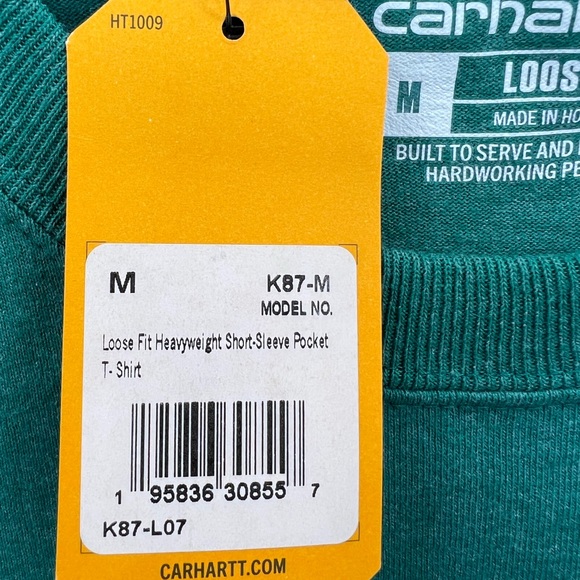 HT1009
M K87-M
MODEL NO.
Loose Fit Heavyweight Short-Sleeve Pocket
T- Shirt
1 95836 30855 7
K87-L07
CARHARTT.COM
carha
M LOOS
MADE IN HO
BUILT TO SERVE AND
HARDWORKING PE